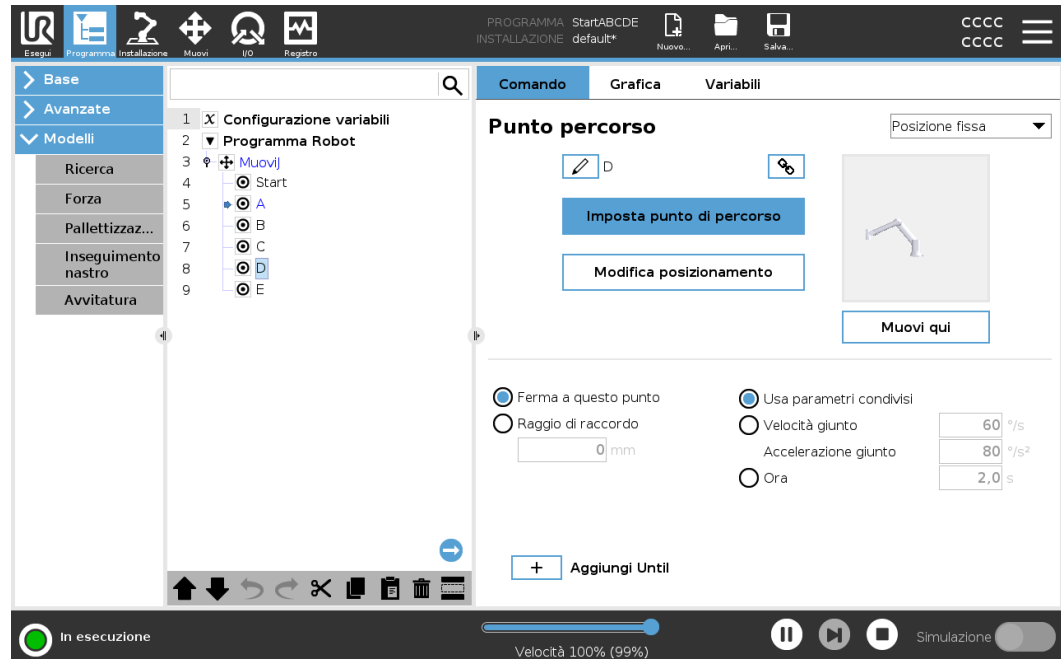 PROGRAMMA StartABCDE
INSTALLAZIONE default*
Nuovo...
Apri...
Salva...
CCCC
CCCC
UR
Esegui
Programma
Installazione
Muovi
I/O
Registro
Base
Avanzate
Modelli
Ricerca
Forza
Pallettizzaz...
Inseguimento
nastro
Avvitatura
1 X Configurazione variabili
2 Programma Robot
3 MuoviJ
4 Start
5 A
6 B
7 C
8 D
9 E
Comando Grafica Variabili
Punto percorso
Posizione fissa
D
Imposta punto di percorso
Modifica posizionamento
Muovi qui
Ferma a questo punto
Raggio di raccordo
0 mm
Usa parametri condivisi
Velocità giunto 60 °/s
Accelerazione giunto 80 °/s²
Ora 2,0 s
+ Aggiungi Until
In esecuzione
Velocità 100% (99%)
Simulazione